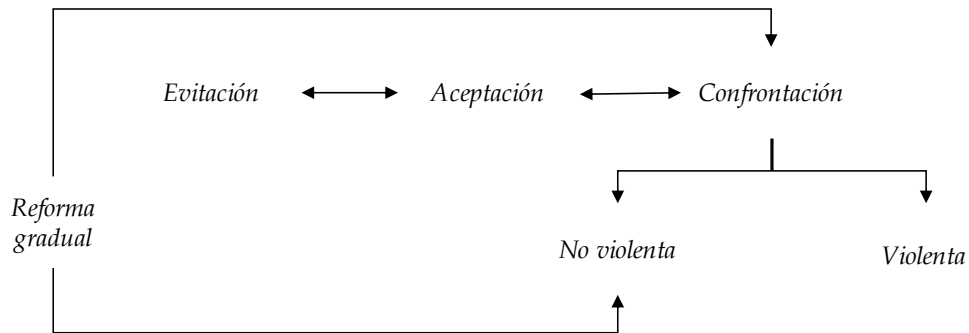 Evitación
Aceptación
Confrontación
Reforma
gradual
No violenta
Violenta